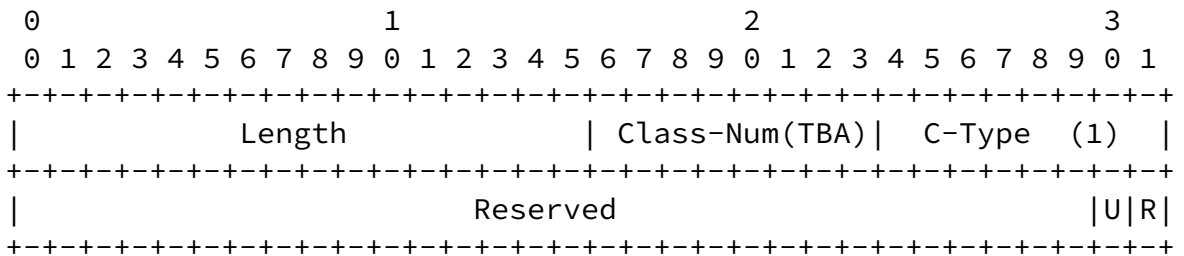 0                   1                   2                   3
 0 1 2 3 4 5 6 7 8 9 0 1 2 3 4 5 6 7 8 9 0 1 2 3 4 5 6 7 8 9 0 1
+-+-+-+-+-+-+-+-+-+-+-+-+-+-+-+-+-+-+-+-+-+-+-+-+-+-+-+-+-+-+-+-+
|            Length             | Class-Num(TBA)|  C-Type  (1)  |
+-+-+-+-+-+-+-+-+-+-+-+-+-+-+-+-+-+-+-+-+-+-+-+-+-+-+-+-+-+-+-+-+
|                         Reserved                          |U|R|
+-+-+-+-+-+-+-+-+-+-+-+-+-+-+-+-+-+-+-+-+-+-+-+-+-+-+-+-+-+-+-+-+